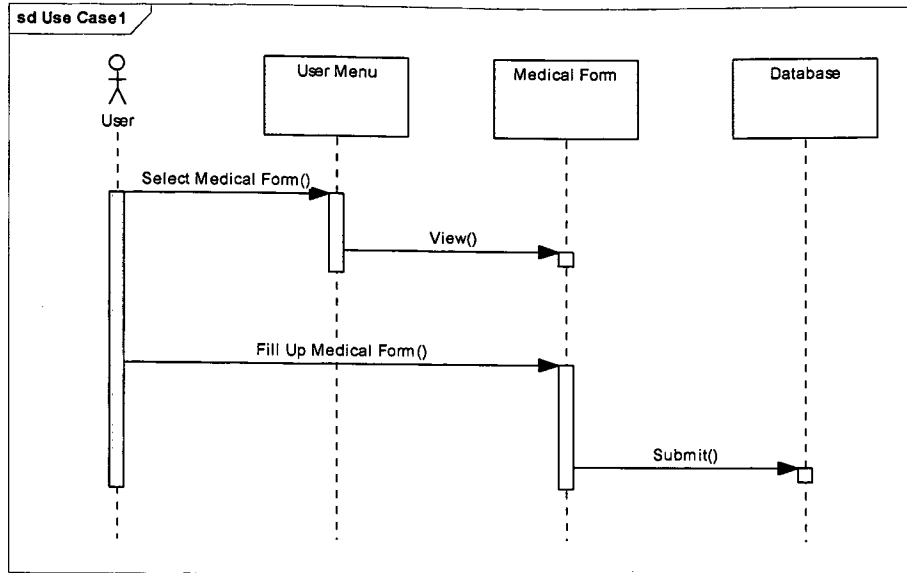 sd Use Case1
User Menu
Medical Form
Database
User
Select Medical Form()
View()
Fill Up Medical Form()
Submit()